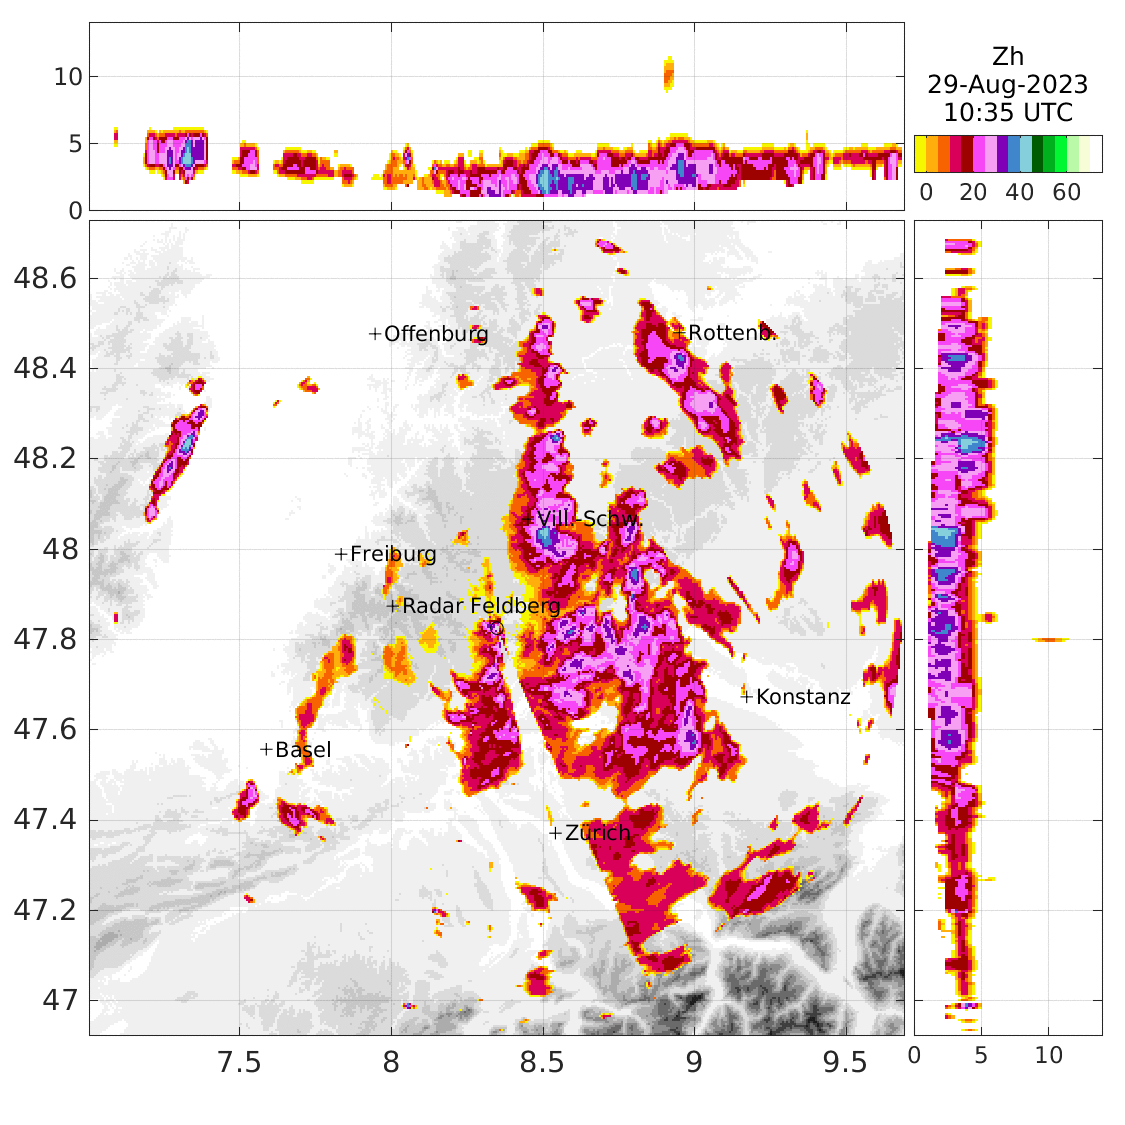 Zh
29-Aug-2023
10:35 UTC
0 20 40 60
10
5
0
48.6
48.4
48.2
48
47.8
47.6
47.4
47.2
47
+Offenburg
+Rottenb.
+Vill.-Schw.
+Freiburg
+Radar Feldberg
+Konstanz
+Basel
+Zürich
7.5 8 8.5 9 9.5
0 5 10